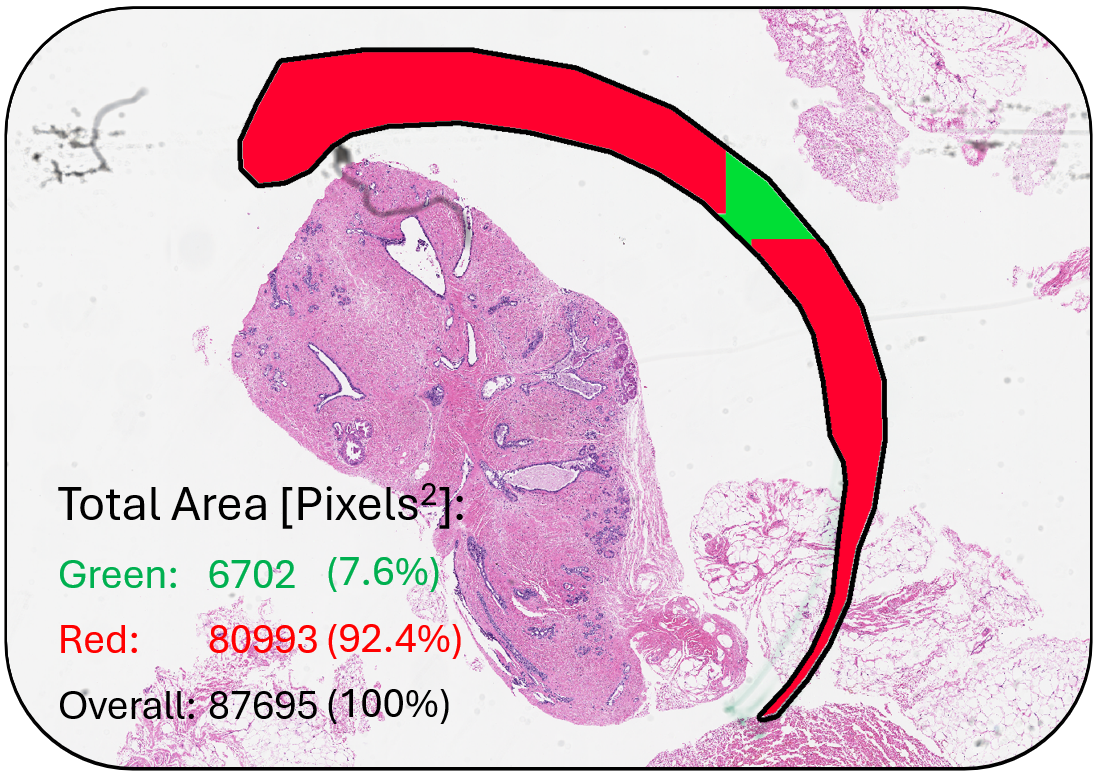 Total Area [Pixels²]:
Green: 6702 (7.6%)
Red: 80993 (92.4%)
Overall: 87695 (100%)